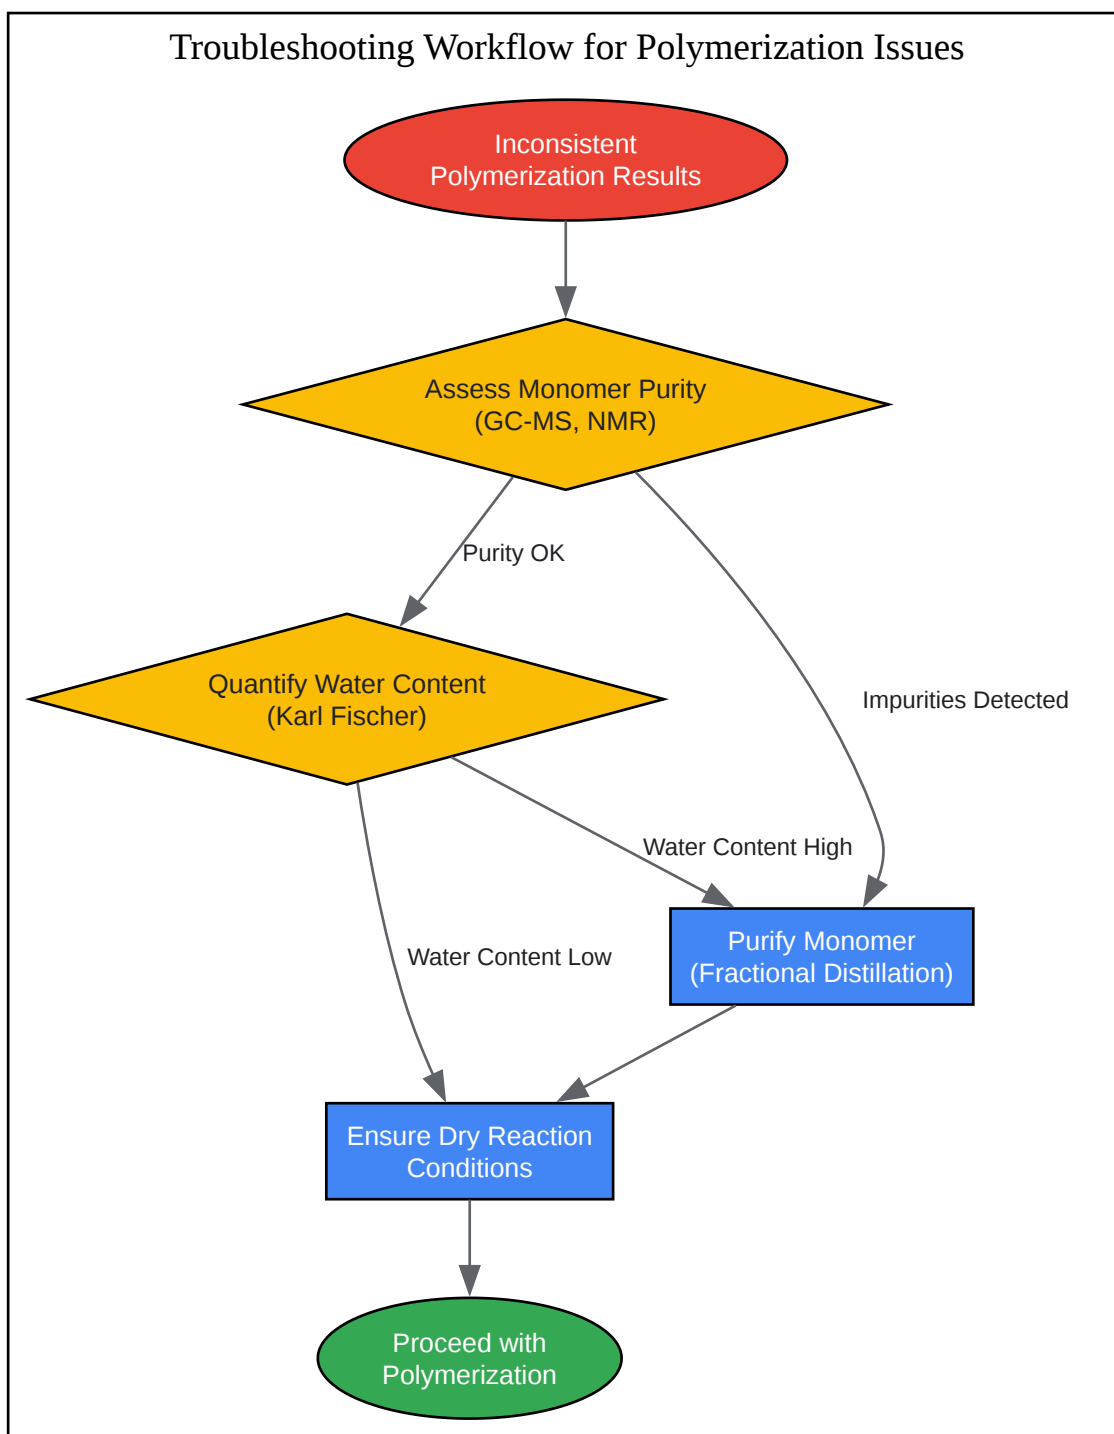 Troubleshooting Workflow for Polymerization Issues
Inconsistent
Polymerization Results
Assess Monomer Purity
(GC-MS, NMR)
Purity OK
Quantify Water Content
(Karl Fischer)
Impurities Detected
Water Content High
Water Content Low
Purify Monomer
(Fractional Distillation)
Ensure Dry Reaction
Conditions
Proceed with
Polymerization